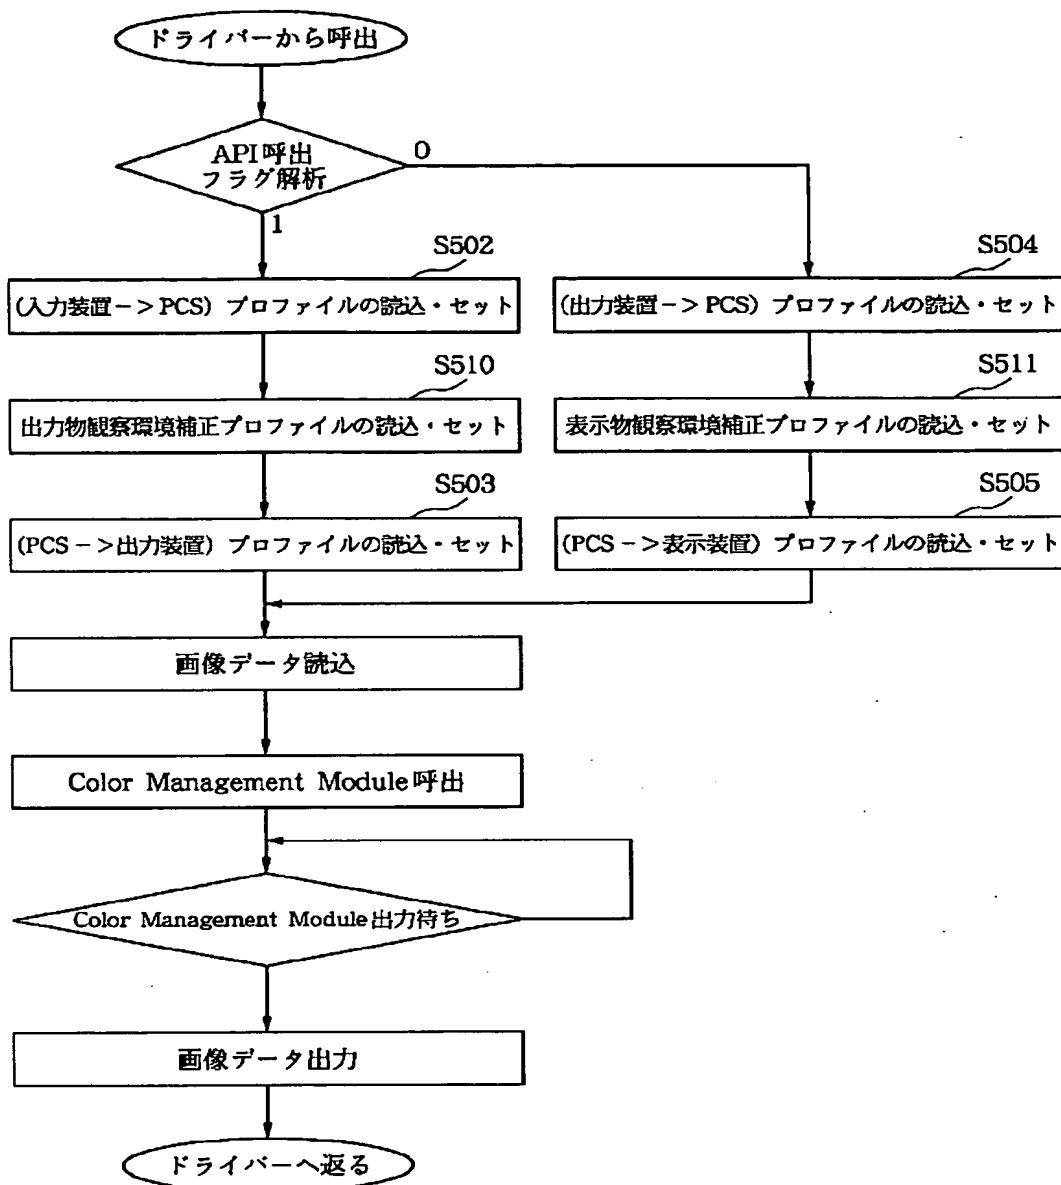 ドライバーから呼出
API呼出
フラグ解析
0
1
S502
(入力装置->PCS) プロファイルの読込・セット
S504
(出力装置->PCS) プロファイルの読込・セット
S510
出力物観察環境補正プロファイルの読込・セット
S511
表示物観察環境補正プロファイルの読込・セット
S503
(PCS->出力装置) プロファイルの読込・セット
S505
(PCS->表示装置) プロファイルの読込・セット
画像データ読込
Color Management Module呼出
Color Management Module出力待ち
画像データ出力
ドライバーへ返る